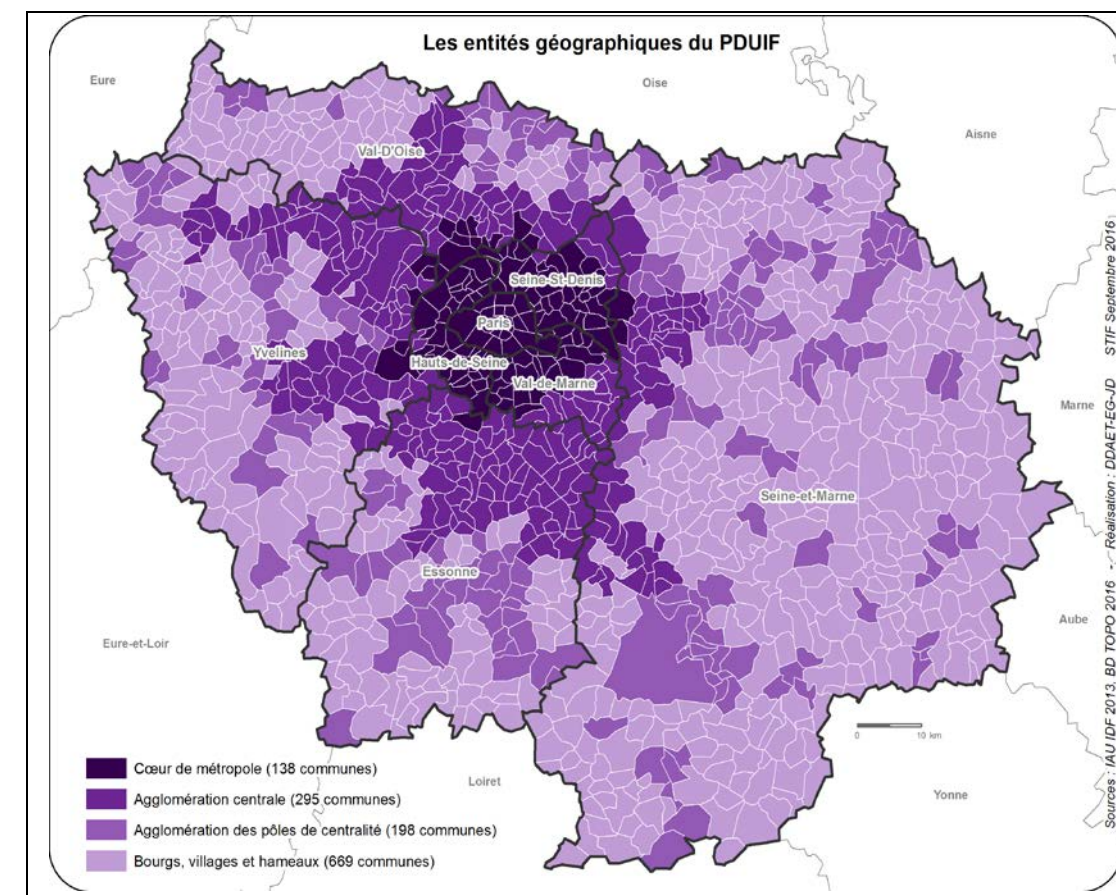 Les entités géographiques du PDUIF
Eure
Oise
Aisne
Val-D'Oise
Seine-St-Denis
Paris
Yvelines
Hauts-de-Seine
Val-de-Marne
Marne
Seine-et-Marne
Essonne
Aube
Eure-et-Loir
10 km
Loiret
Yonne
Cœur de métropole (138 communes)
Agglomération centrale (295 communes)
Agglomération des pôles de centralité (198 communes)
Bourgs, villages et hameaux (669 communes)
Sources : IAU IDF 2013, BD TOPO 2016 - Réalisation : DDAET-EG-JD STIF Septembre 2016